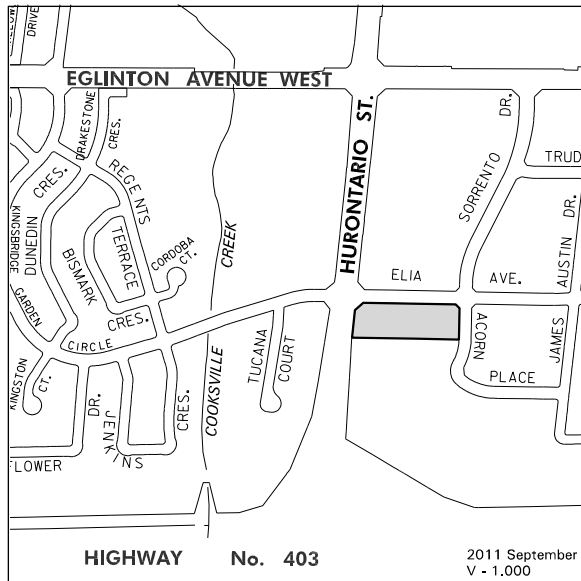 DRIVE
EGLINTON AVENUE WEST
DRAKESTONE
CRES.
REGENTS
CRES.
KINGSBRIDGE
DUNEDIN
BISMARK
TERRACE
CORDOBA
CT.
CREEK
HURONTARIO ST.
SORRENTO
DR.
TRUD
AUSTIN DR.
ELIA AVE.
GARDEN
CIRCLE
CRES.
KINGSTON
CT.
DR.
JENKINS
CRES.
COOKSVILLE
TUCANA
COURT
ACORN
PLACE
JAMES
FLOWER
HIGHWAY No. 403
2011 September
V - 1.000